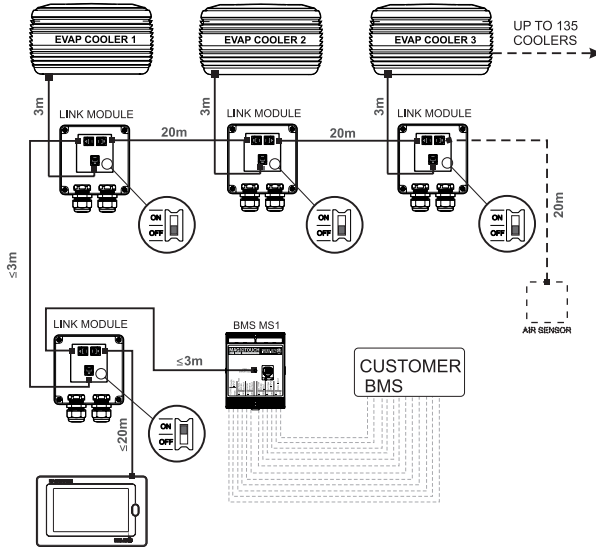 EVAP COOLER 1
EVAP COOLER 2
EVAP COOLER 3
UP TO 135
COOLERS
3m
3m
3m
LINK MODULE
LINK MODULE
LINK MODULE
20m
20m
ON
OFF
ON
OFF
ON
OFF
20m
≤3m
AIR SENSOR
LINK MODULE
BMS MS1
≤3m
CUSTOMER
BMS
ON
OFF
≤20m